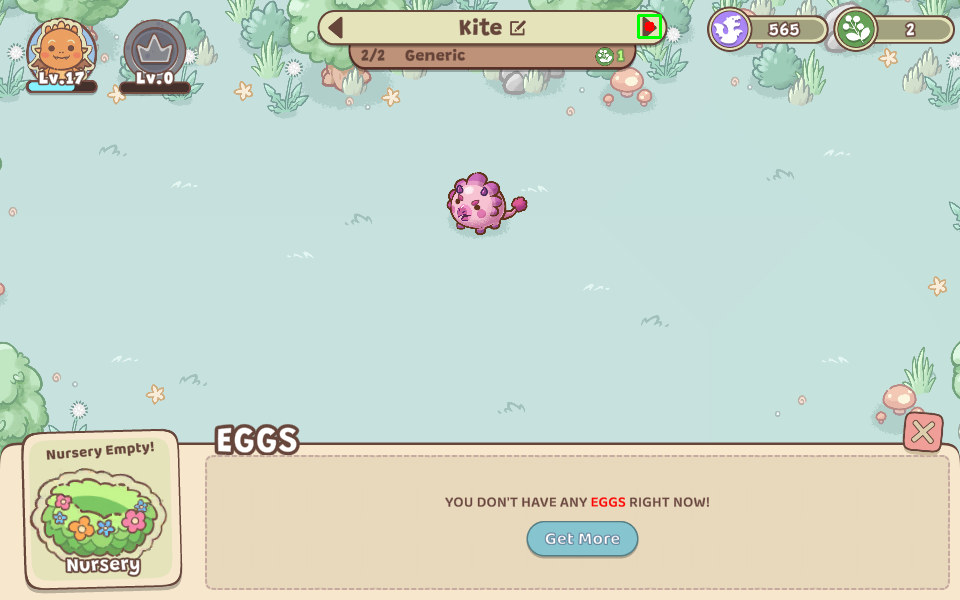 Lv.17
Lv.0
Kite
2/2 Generic 1
565
2
Nursery Empty!
Nursery
EGGS
YOU DON'T HAVE ANY EGGS RIGHT NOW!
Get More